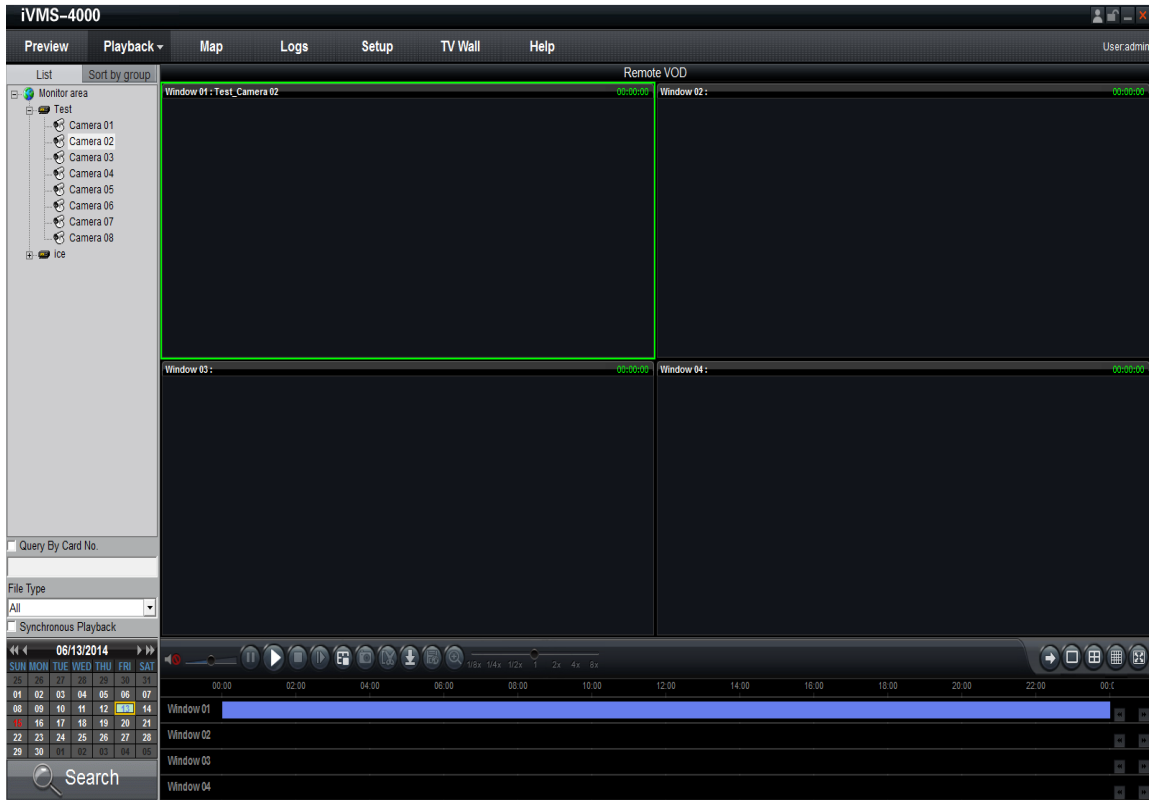 iVMS-4000
Preview Playback Map Logs Setup TV Wall Help User:admin
List Sort by group Remote VOD
Monitor area
Test
Camera 01
Camera 02
Camera 03
Camera 04
Camera 05
Camera 06
Camera 07
Camera 08
ice
Window 01 : Test_Camera 02 00:00:00
Window 02 : 00:00:00
Window 03 : 00:00:00
Window 04 : 00:00:00
Query By Card No.
File Type
All
Synchronous Playback
06/13/2014
SUN MON TUE WED THU FRI SAT
25 26 27 28 29 30 31
01 02 03 04 05 06 07
08 09 10 11 12 13 14
15 16 17 18 19 20 21
22 23 24 25 26 27 28
29 30 01 02 03 04 05
Search
1/8x 1/4x 1/2x 1 2x 4x 8x
00:00 02:00 04:00 06:00 08:00 10:00 12:00 14:00 16:00 18:00 20:00 22:00 00:0
Window 01
Window 02
Window 03
Window 04